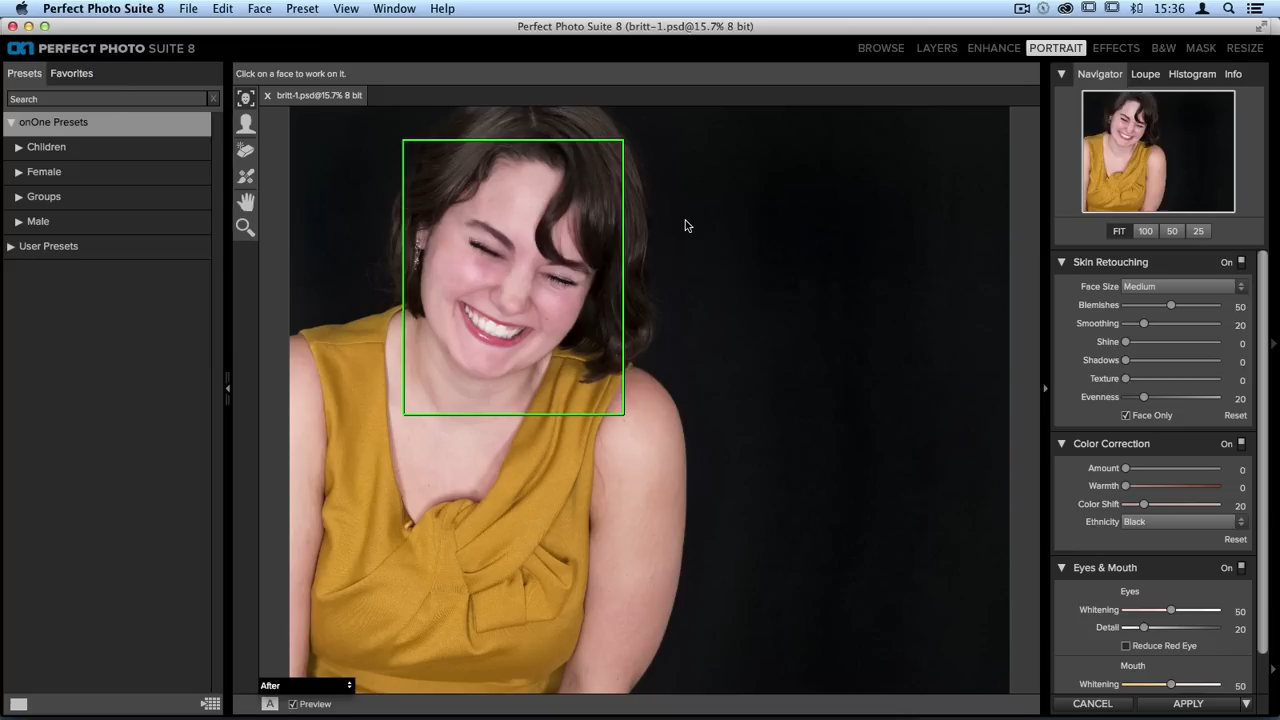 Perfect Photo Suite 8 File Edit Face Preset View Window Help 15:36
Perfect Photo Suite 8 (britt-1.psd@15.7% 8 bit)
on PERFECT PHOTO SUITE 8 BROWSE LAYERS ENHANCE PORTRAIT EFFECTS B&W MASK RESIZE
Presets Favorites
Search
onOne Presets
Children
Female
Groups
Male
User Presets
Click on a face to work on it.
X britt-1.psd@15.7% 8 bit
After
A Preview
Navigator Loupe Histogram Info
FIT 100 50 25
Skin Retouching On
Face Size Medium
Blemishes 50
Smoothing 20
Shine 0
Shadows 0
Texture 0
Evenness 20
Face Only Reset
Color Correction On
Amount 0
Warmth 0
Color Shift 20
Ethnicity Black
Reset
Eyes & Mouth On
Eyes
Whitening 50
Detail 20
Reduce Red Eye
Mouth
Whitening 50
CANCEL APPLY